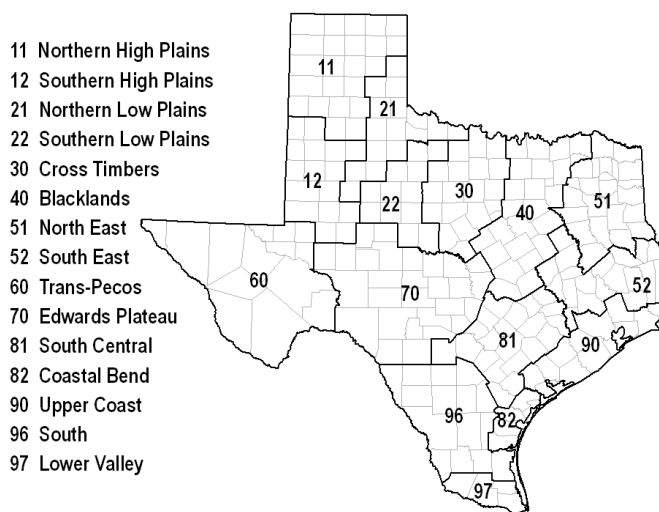 11 Northern High Plains
12 Southern High Plains
21 Northern Low Plains
22 Southern Low Plains
30 Cross Timbers
40 Blacklands
51 North East
52 South East
60 Trans-Pecos
70 Edwards Plateau
81 South Central
82 Coastal Bend
90 Upper Coast
96 South
97 Lower Valley
11
21
12
22
30
40
51
60
70
52
81
90
96
82
97